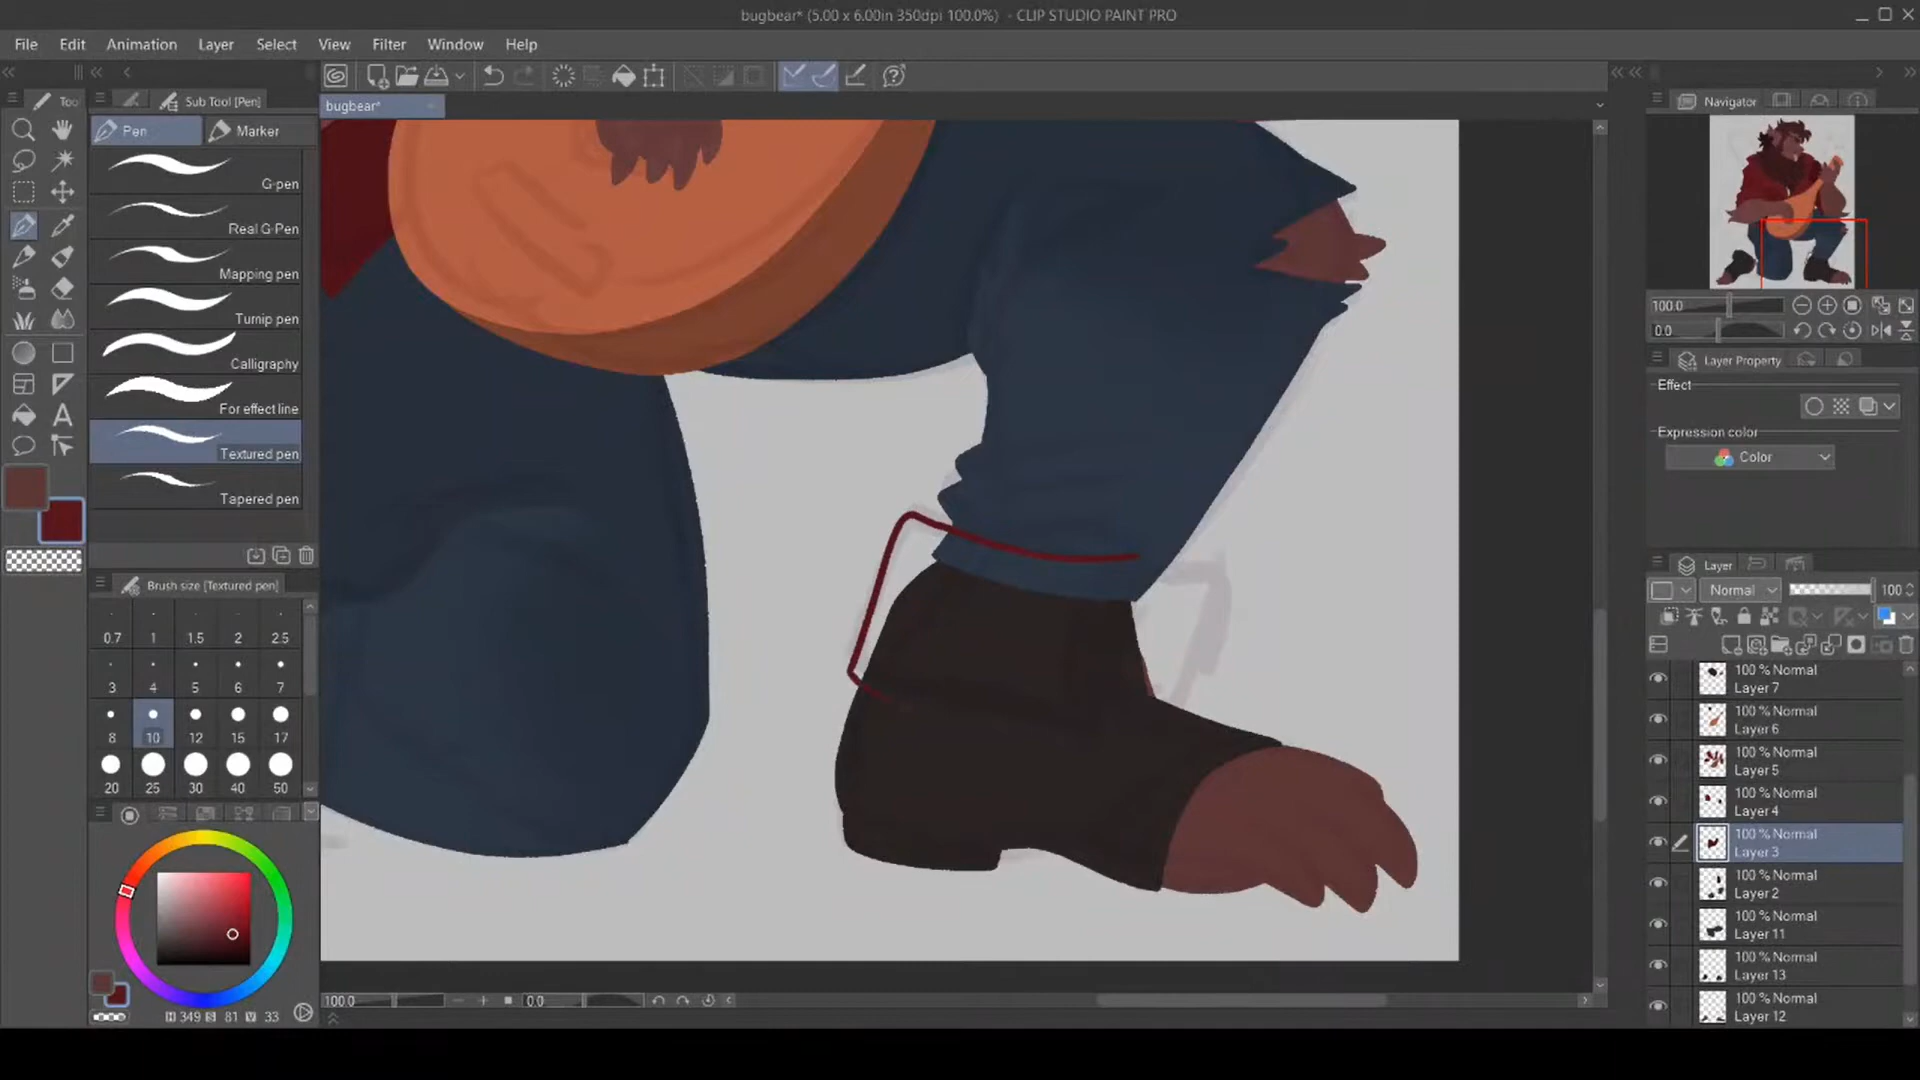 bugbear* (5.00 x 6.00in 350dpi 100.0%)  - CLIP STUDIO PAINT PRO
File Edit Animation Layer Select View Filter Window Help
Too
Sub Tool [Pen]
bugbear*
Navigator
Pen
Marker
G-pen
Real G-Pen
Mapping pen
Turnip pen
Calligraphy
For effect line
Textured pen
Tapered pen
Brush size [Textured pen]
0.7 1 1.5 2 2.5
3 4 5 6 7
8 10 12 15 17
20 25 30 40 50
H 349 S 81 V 33
100.0
0.0
100.0
0.0
Layer Property
Effect
Expression color
Color
Layer
Normal
100
100 % Normal
Layer 7
100 % Normal
Layer 6
100 % Normal
Layer 5
100 % Normal
Layer 4
100 % Normal
Layer 3
100 % Normal
Layer 2
100 % Normal
Layer 11
100 % Normal
Layer 13
100 % Normal
Layer 12